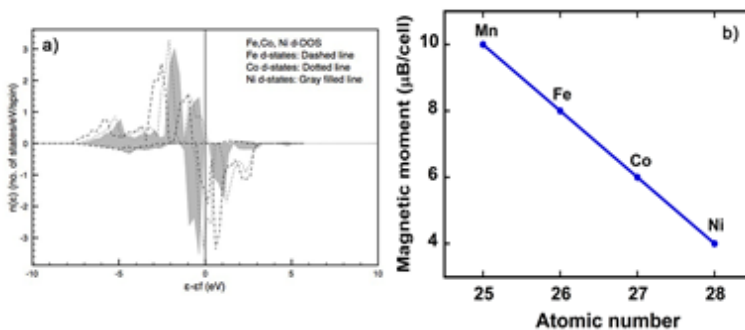 a)
Fe,Co, Ni d-DOS
Fe d-states: Dashed line
Co d-states: Dotted line
Ni d-states: Gray filled line
n(ε) (no. of states/eV/spin)
3
2
1
0
-1
-2
-3
-10
-5
0
5
10
ε-εf (eV)
b)
Magnetic moment (μB/cell)
10
8
6
4
Mn
Fe
Co
Ni
25
26
27
28
Atomic number